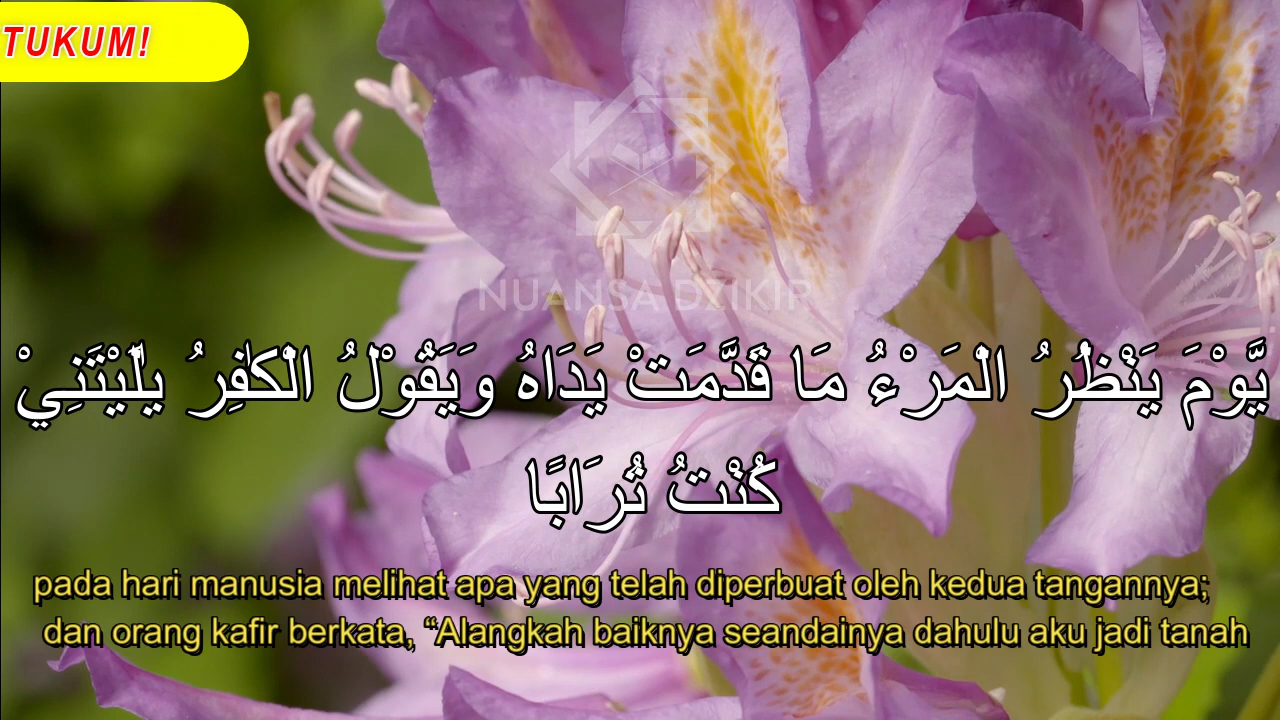 TUKUM!
NUANSA DZIKIR
يَّوْمَ يَنْظُرُ الْمَرْءُ مَا قَدَّمَتْ يَدَاهُ وَيَقُوْلُ الْكٰفِرُ يٰلَيْتَنِيْ
كُنْتُ تُرَابًا
pada hari manusia melihat apa yang telah diperbuat oleh kedua tangannya;
dan orang kafir berkata, “Alangkah baiknya seandainya dahulu aku jadi tanah